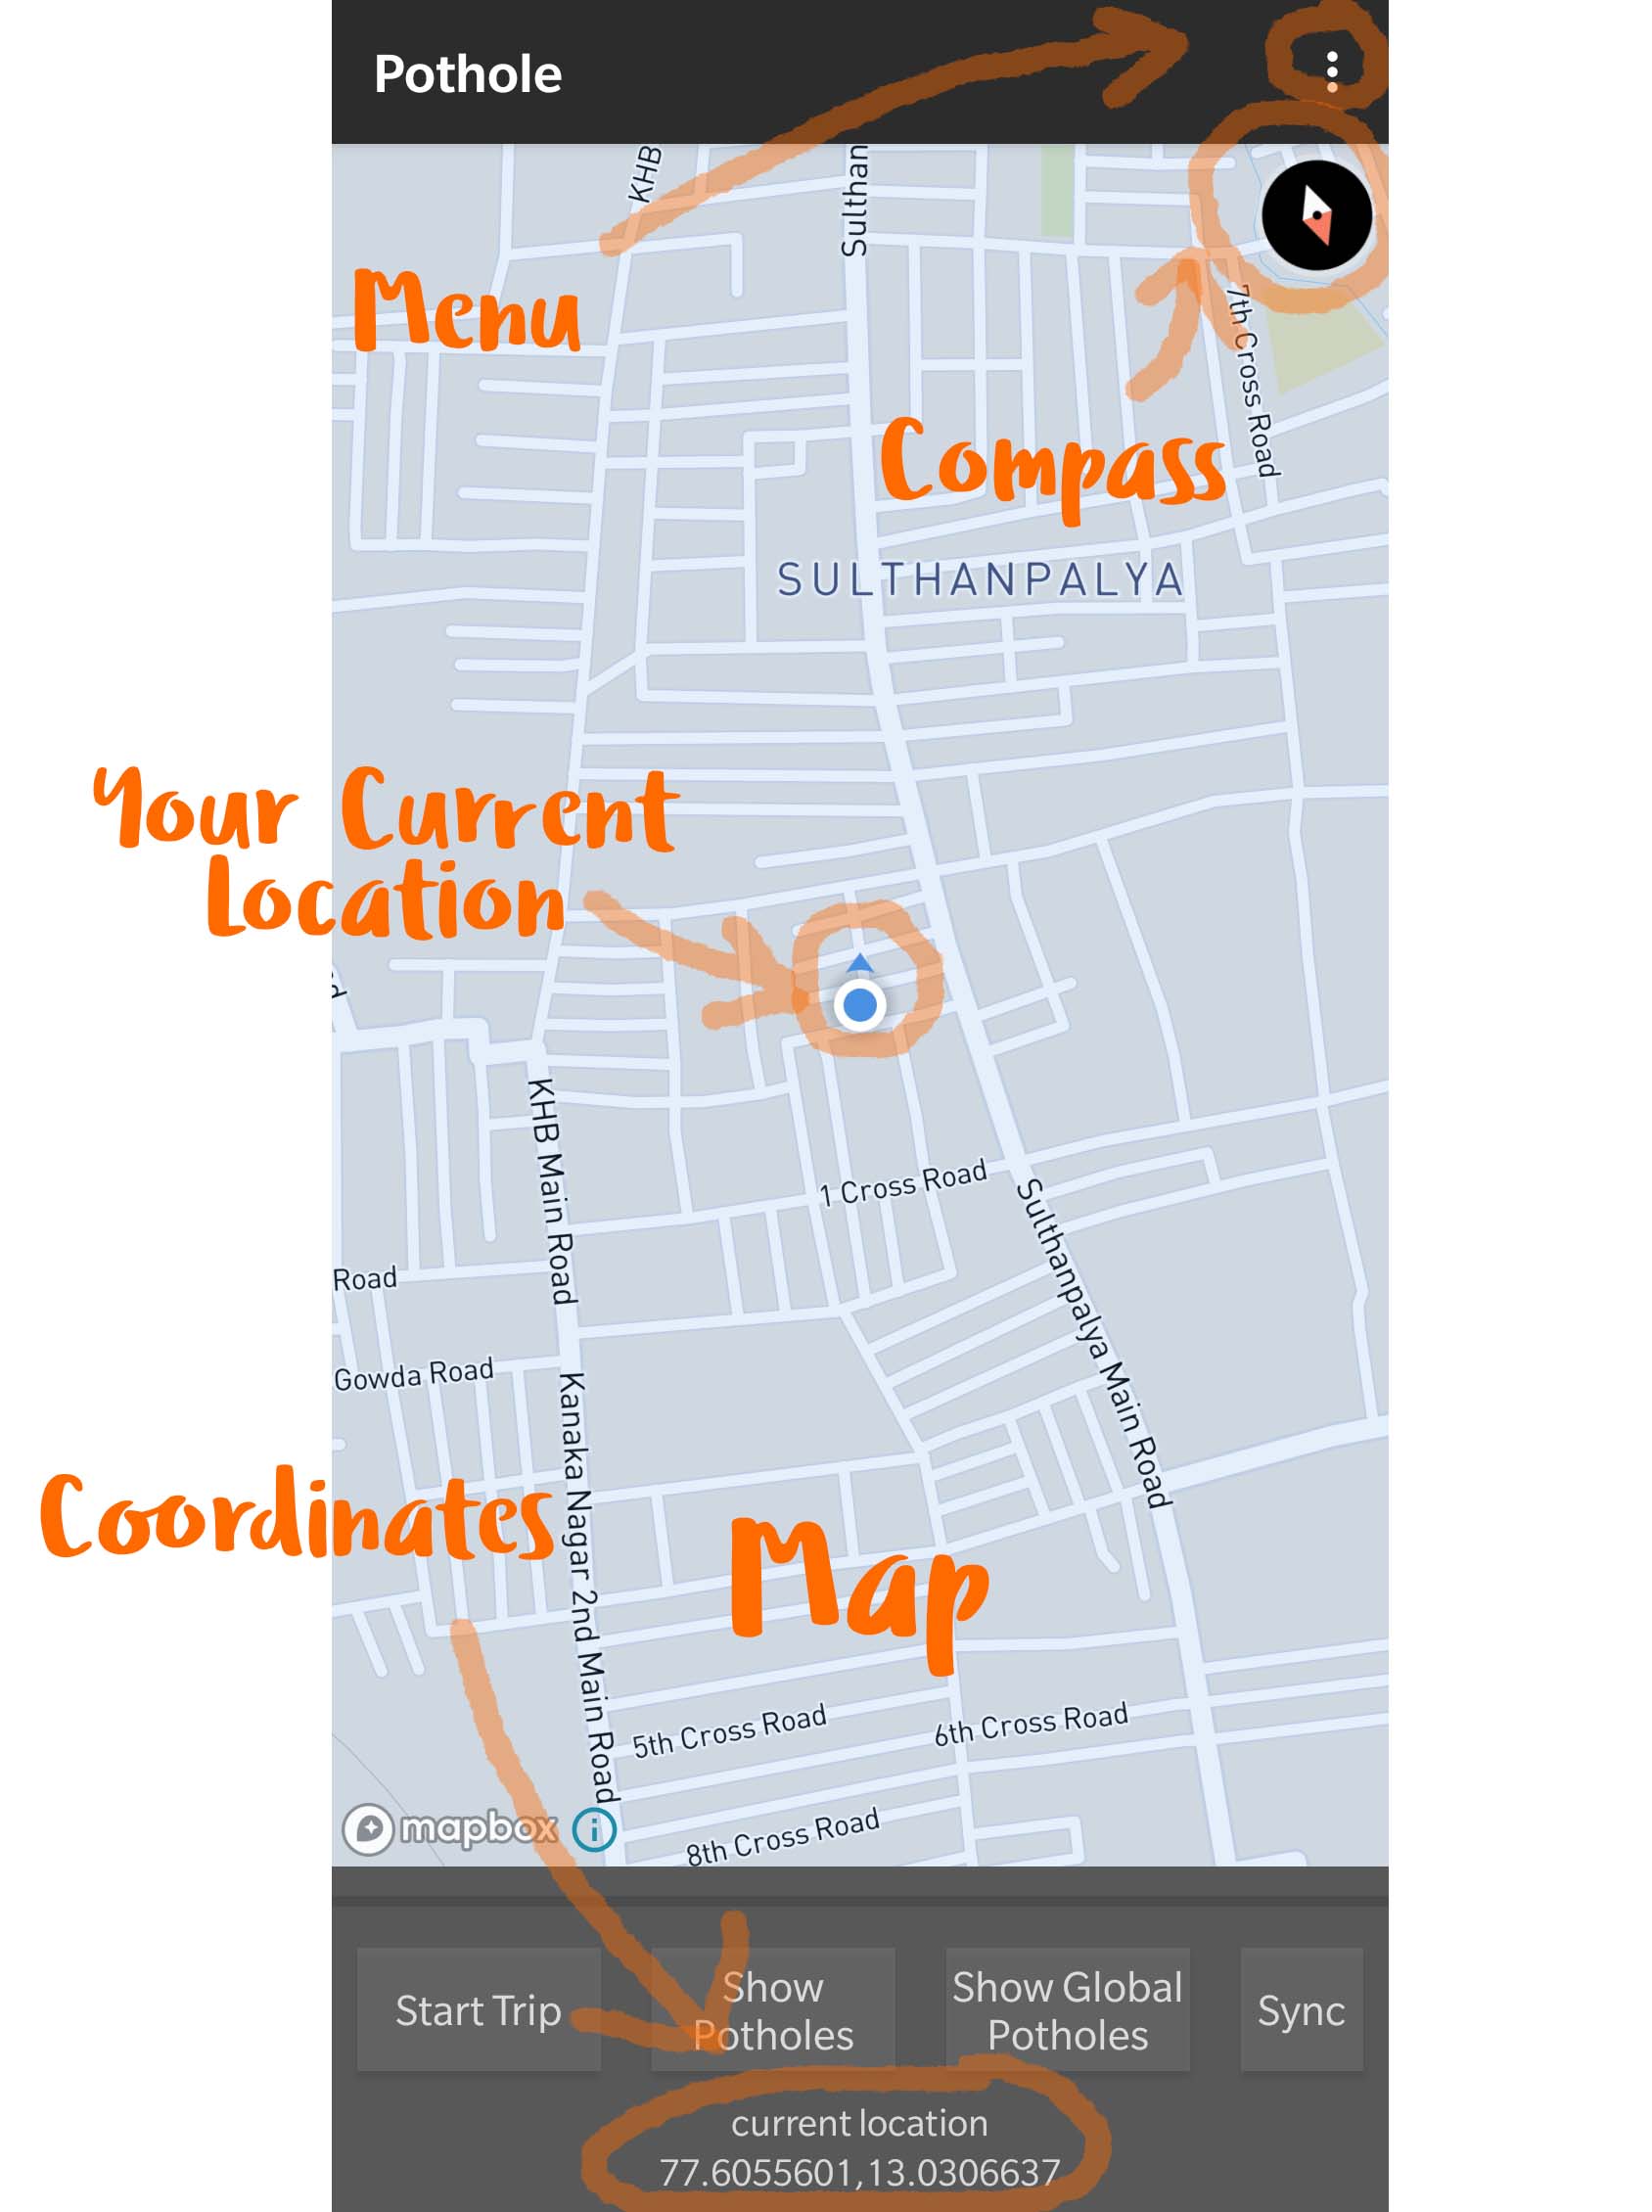 Pothole
KHB
Sulthan
Menu
7th Cross Road
Compass
SULTHANPALYA
Your Current
Location
KHB Main Road
1 Cross Road
Sulthanpalya Main Road
Road
Gowda Road
Kanaka Nagar 2nd Main Road
Coordinates
Map
5th Cross Road
6th Cross Road
8th Cross Road
mapbox
Start Trip
Show
Potholes
Show Global
Potholes
Sync
current location
77.6055601,13.0306637